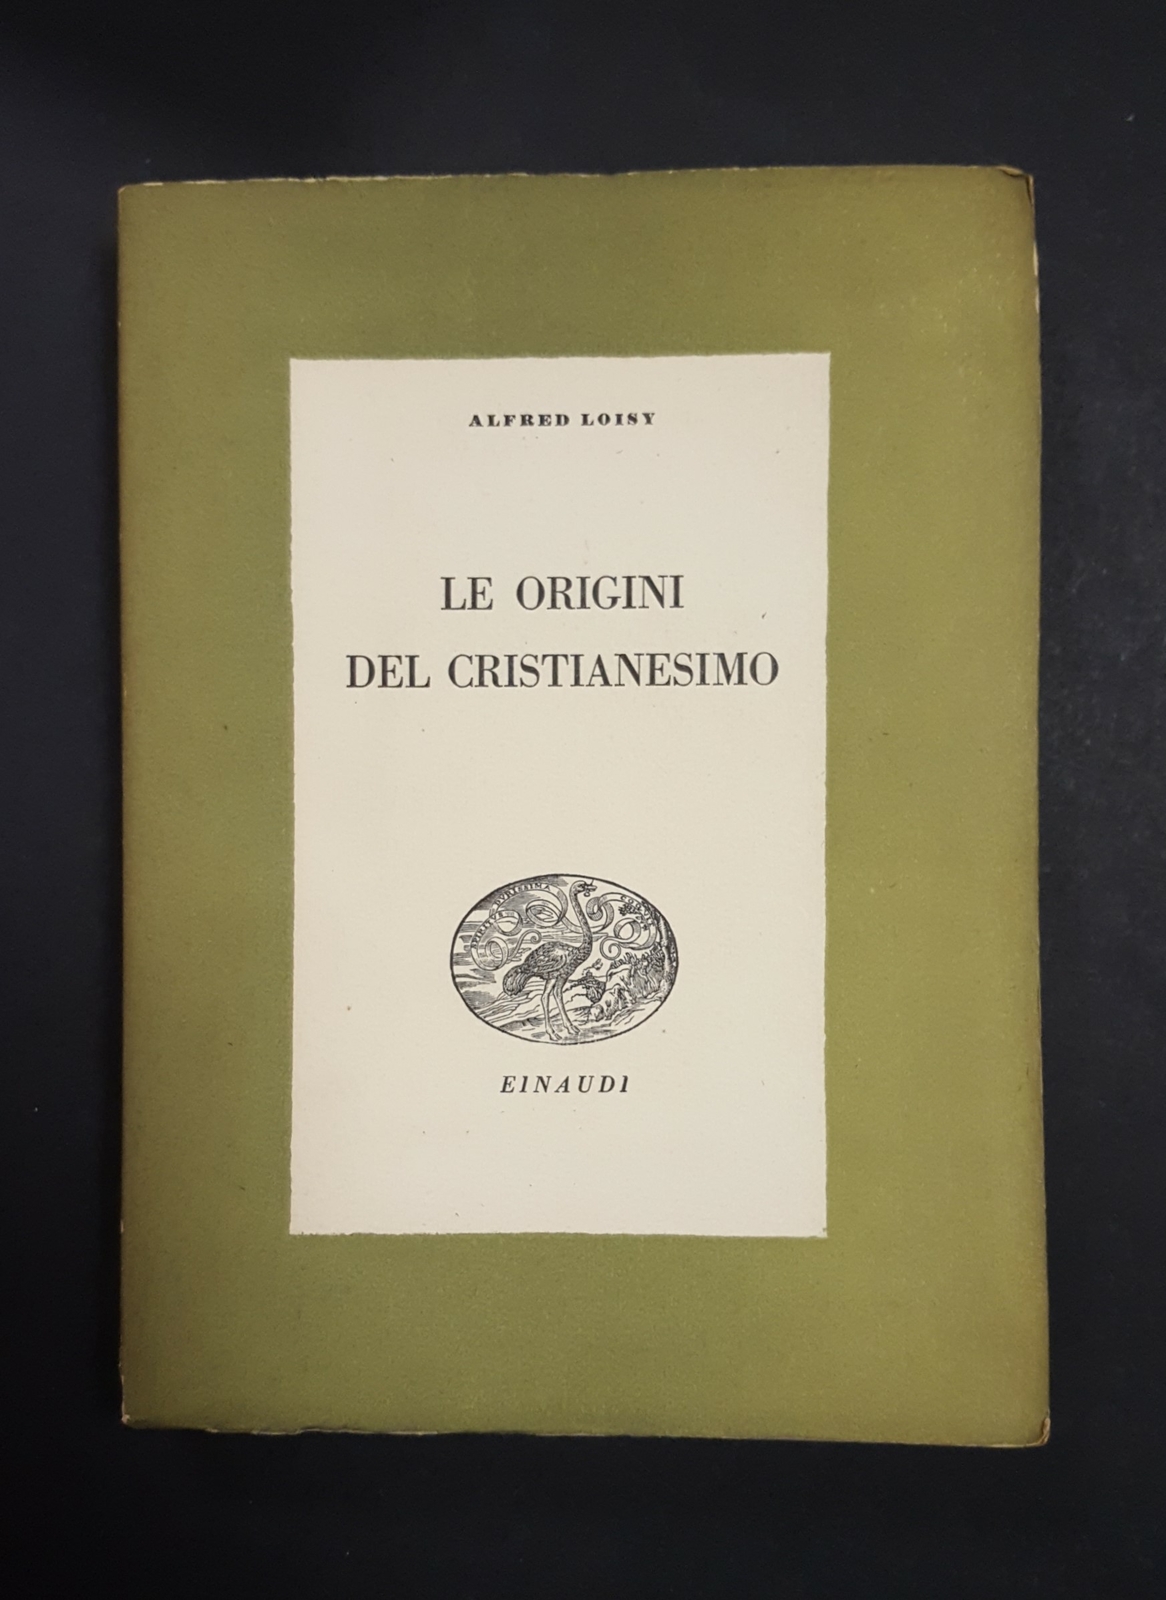 ALFRED LOISY
LE ORIGINI
DEL CRISTIANESIMO
EINAUDI